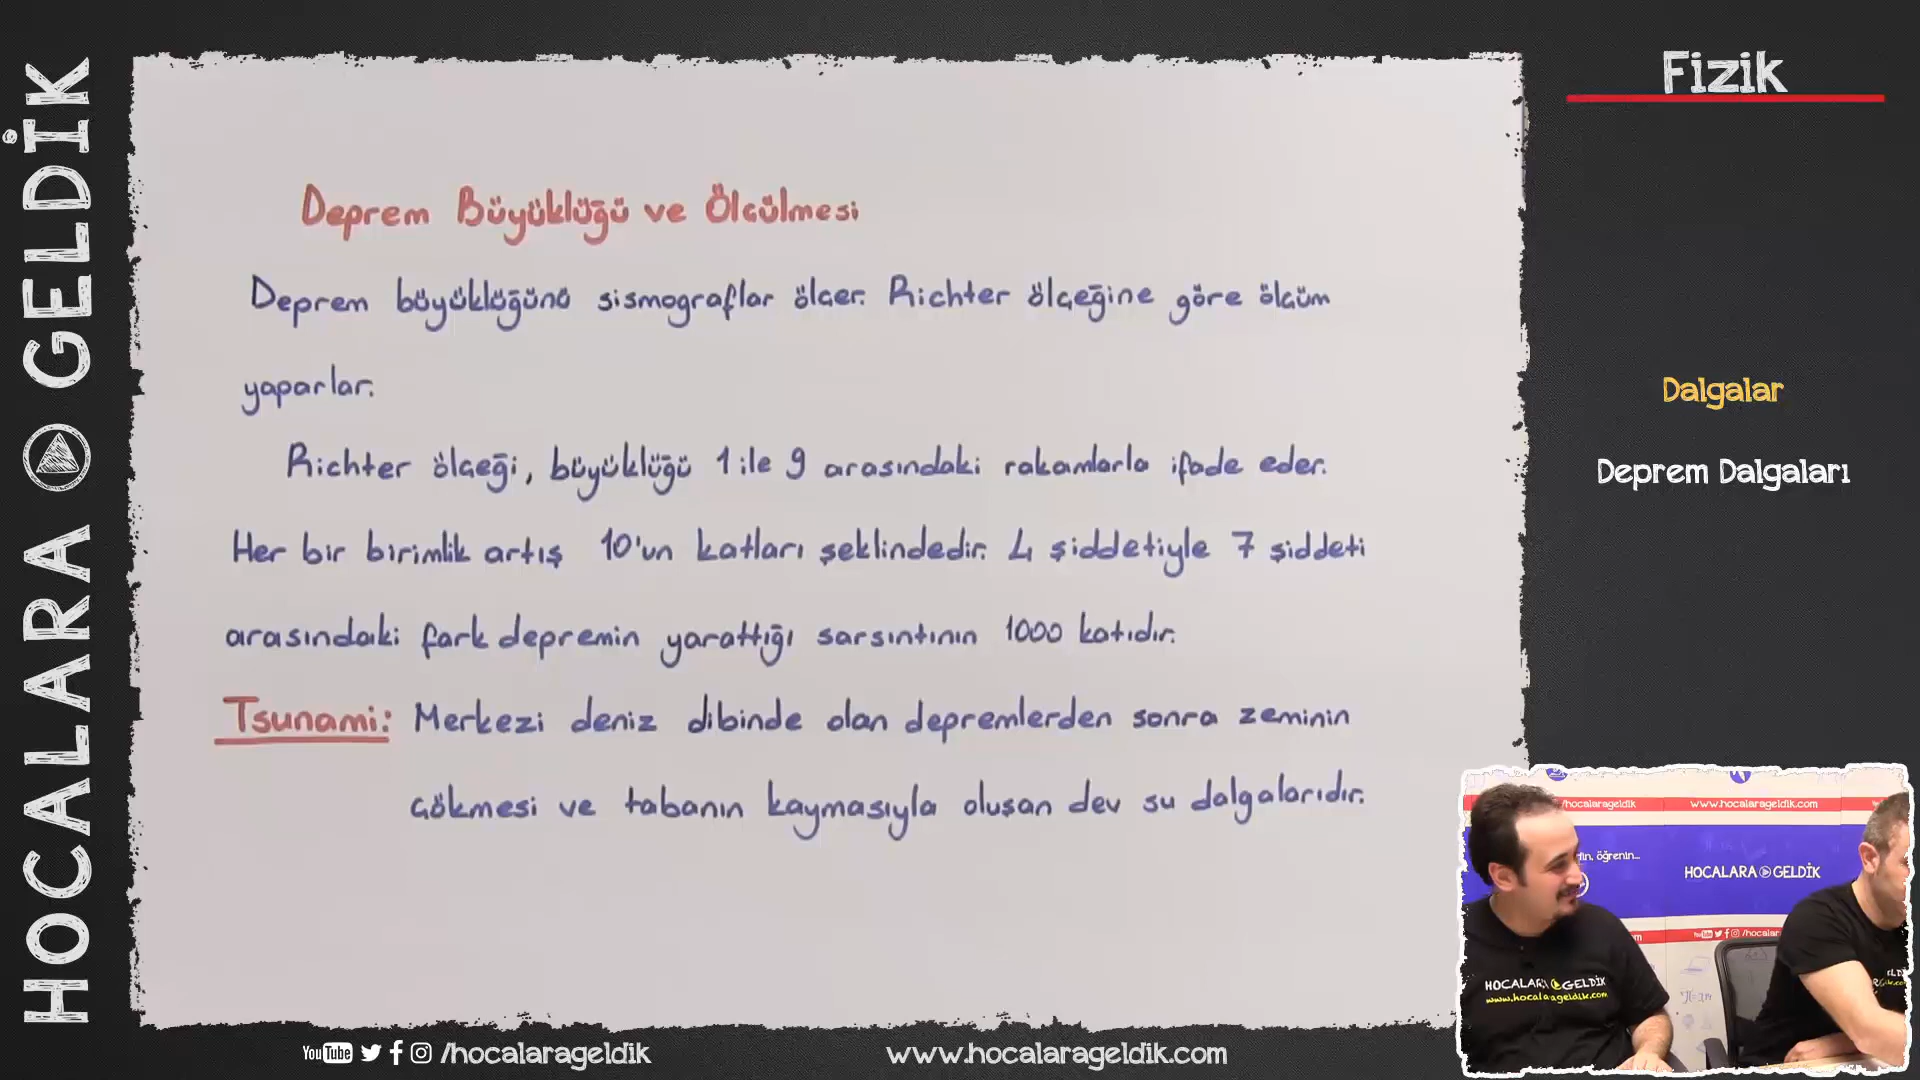 HOCALARA GELDİK
Fizik
Deprem Büyüklüğü ve Ölçülmesi
Deprem büyüklüğünü sismograflar ölçer. Richter ölçeğine göre ölçüm
yaparlar.
Richter ölçeği, büyüklüğü 1 ile 9 arasındaki rakamlarla ifade eder.
Her bir birimlik artış 10'un katları şeklindedir. 4 şiddetiyle 7 şiddeti
arasındaki fark depremin yarattığı sarsıntının 1000 katıdır.
Tsunami: Merkezi deniz dibinde olan depremlerden sonra zeminin
çökmesi ve tabanın kaymasıyla oluşan dev su dalgalarıdır.
Dalgalar
Deprem Dalgaları
/hocalarageldik
www.hocalarageldik.com
öğrenin...
HOCALARA GELDİK
YouTube /hocalar
HOCALARA GELDİK
www.hocalarageldik.com
YouTube /hocalarageldik
www.hocalarageldik.com